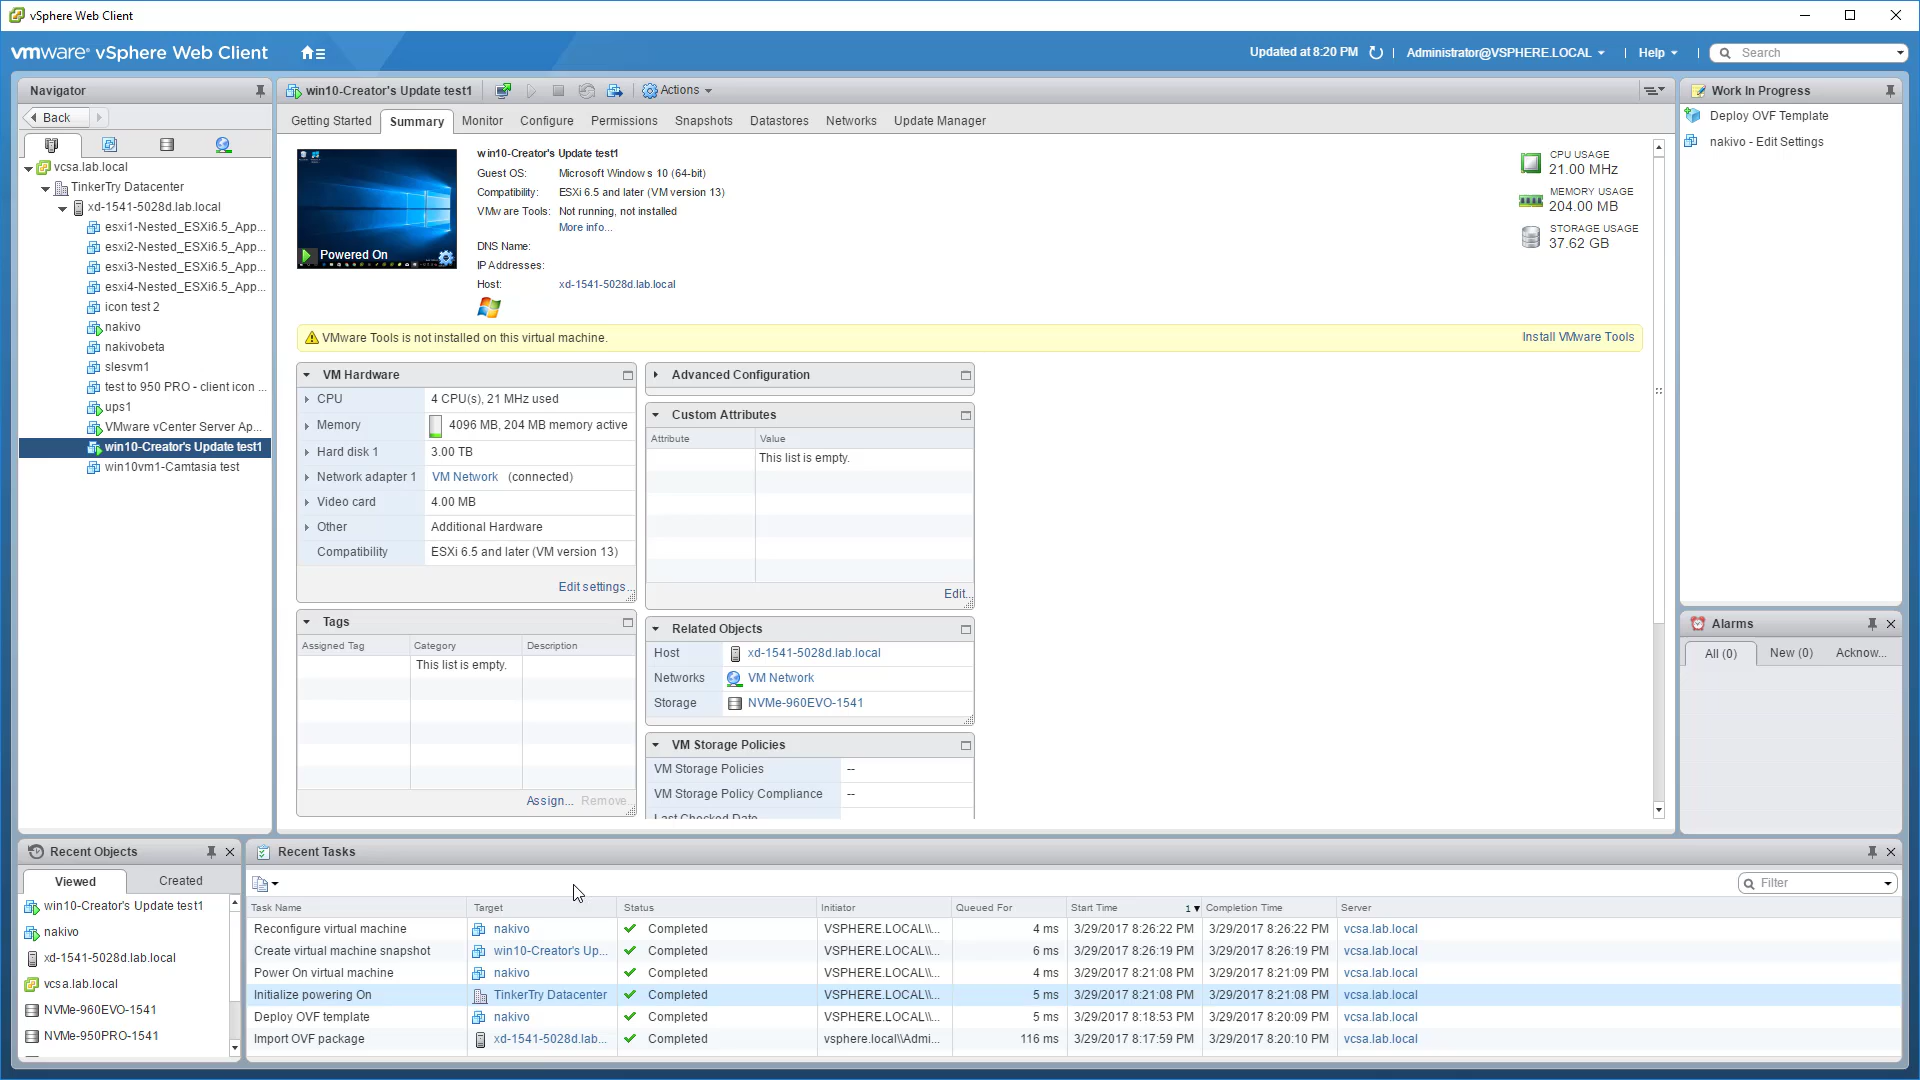 vSphere Web Client
vmware® vSphere Web Client
Updated at 8:20 PM
Administrator@VSPHERE.LOCAL
Help
Search
Navigator
Back
vcsa.lab.local
TinkerTry Datacenter
xd-1541-5028d.lab.local
esxi1-Nested_ESXi6.5_App...
esxi2-Nested_ESXi6.5_App...
esxi3-Nested_ESXi6.5_App...
esxi4-Nested_ESXi6.5_App...
icon test 2
nakivo
nakivobeta
slesvm1
test to 950 PRO - client icon ...
ups1
VMware vCenter Server Ap...
win10-Creator's Update test1
win10vm1-Camtasia test
win10-Creator's Update test1
Actions
Getting Started Summary Monitor Configure Permissions Snapshots Datastores Networks Update Manager
Powered On
win10-Creator's Update test1
Guest OS: Microsoft Windows 10 (64-bit)
Compatibility: ESXi 6.5 and later (VM version 13)
VMware Tools: Not running, not installed
More info...
DNS Name:
IP Addresses:
Host: xd-1541-5028d.lab.local
CPU USAGE
21.00 MHz
MEMORY USAGE
204.00 MB
STORAGE USAGE
37.62 GB
VMware Tools is not installed on this virtual machine.
Install VMware Tools
VM Hardware
CPU 4 CPU(s), 21 MHz used
Memory 4096 MB, 204 MB memory active
Hard disk 1 3.00 TB
Network adapter 1 VM Network (connected)
Video card 4.00 MB
Other Additional Hardware
Compatibility ESXi 6.5 and later (VM version 13)
Edit settings...
Tags
Assigned Tag Category Description
This list is empty.
Assign... Remove...
Advanced Configuration
Custom Attributes
Attribute Value
This list is empty.
Edit...
Related Objects
Host xd-1541-5028d.lab.local
Networks VM Network
Storage NVMe-960EVO-1541
VM Storage Policies
VM Storage Policies --
VM Storage Policy Compliance --
Last Checked Date
Work In Progress
Deploy OVF Template
nakivo - Edit Settings
Alarms
All (0) New (0) Acknow...
Recent Objects
Viewed Created
win10-Creator's Update test1
nakivo
xd-1541-5028d.lab.local
vcsa.lab.local
NVMe-960EVO-1541
NVMe-950PRO-1541
Recent Tasks
Filter
Task Name Target Status Initiator Queued For Start Time 1 Completion Time Server
Reconfigure virtual machine nakivo Completed VSPHERE.LOCAL\\... 4 ms 3/29/2017 8:26:22 PM 3/29/2017 8:26:22 PM vcsa.lab.local
Create virtual machine snapshot win10-Creator's Up... Completed VSPHERE.LOCAL\\... 6 ms 3/29/2017 8:26:19 PM 3/29/2017 8:26:19 PM vcsa.lab.local
Power On virtual machine nakivo Completed VSPHERE.LOCAL\\... 4 ms 3/29/2017 8:21:08 PM 3/29/2017 8:21:09 PM vcsa.lab.local
Initialize powering On TinkerTry Datacenter Completed VSPHERE.LOCAL\\... 5 ms 3/29/2017 8:21:08 PM 3/29/2017 8:21:08 PM vcsa.lab.local
Deploy OVF template nakivo Completed VSPHERE.LOCAL\\... 5 ms 3/29/2017 8:18:53 PM 3/29/2017 8:20:09 PM vcsa.lab.local
Import OVF package xd-1541-5028d.lab... Completed vsphere.local\\Admi... 116 ms 3/29/2017 8:17:59 PM 3/29/2017 8:20:10 PM vcsa.lab.local